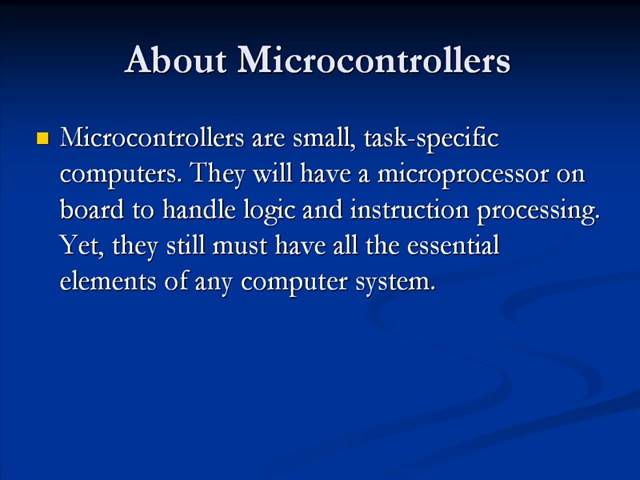 About Microcontrollers
Microcontrollers are small, task-specific
computers. They will have a microprocessor on
board to handle logic and instruction processing.
Yet, they still must have all the essential
elements of any computer system.